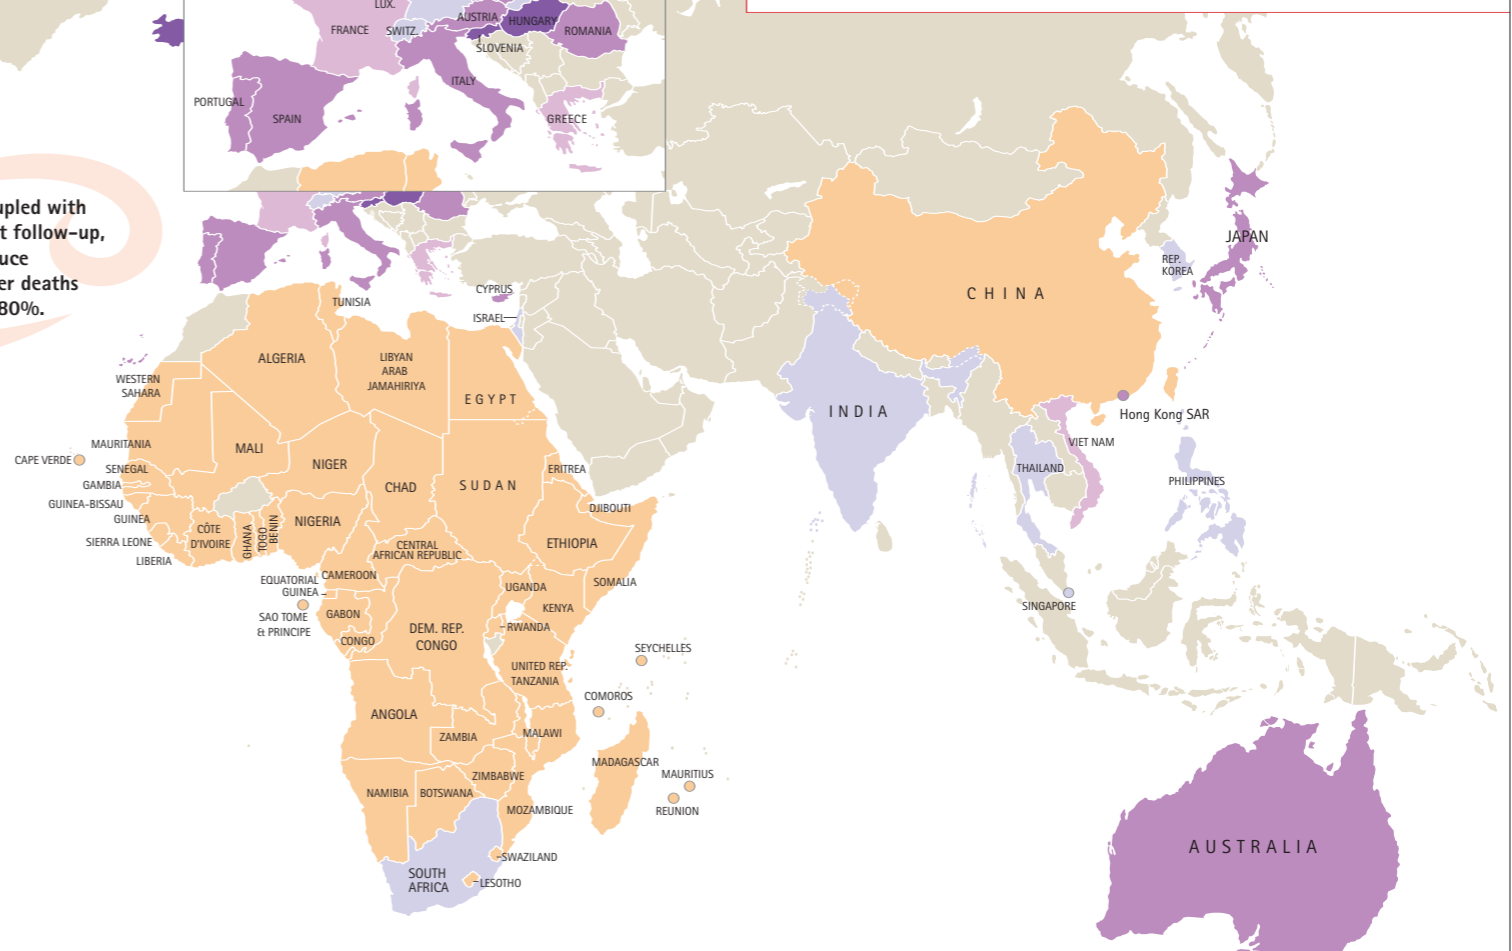 LUX.
AUSTRIA
HUNGARY
FRANCE
SWITZ.
ROMANIA
SLOVENIA
ITALY
PORTUGAL
SPAIN
GREECE
upled with
t follow-up,
uce
er deaths
80%.
JAPAN
REP.
KOREA
CYPRUS
CHINA
TUNISIA
ISRAEL
ALGERIA
LIBYAN
ARAB
JAMAHIRIYA
WESTERN
SAHARA
EGYPT
INDIA
Hong Kong SAR
MAURITANIA
VIET NAM
MALI
CAPE VERDE
NIGER
SENEGAL
ERITREA
THAILAND
GAMBIA
CHAD
SUDAN
PHILIPPINES
GUINEA-BISSAU
DJIBOUTI
GUINEA
NIGERIA
CÔTE
D'IVOIRE
GHANA
TOGO
BENIN
SIERRA LEONE
CENTRAL
AFRICAN REPUBLIC
ETHIOPIA
LIBERIA
CAMEROON
EQUATORIAL
GUINEA
UGANDA
SOMALIA
SINGAPORE
KENYA
GABON
SAO TOME
& PRINCIPE
DEM. REP.
CONGO
RWANDA
CONGO
SEYCHELLES
UNITED REP.
TANZANIA
COMOROS
ANGOLA
ZAMBIA
MALAWI
MADAGASCAR
MAURITIUS
ZIMBABWE
NAMIBIA
BOTSWANA
MOZAMBIQUE
REUNION
AUSTRALIA
SWAZILAND
SOUTH
AFRICA
LESOTHO